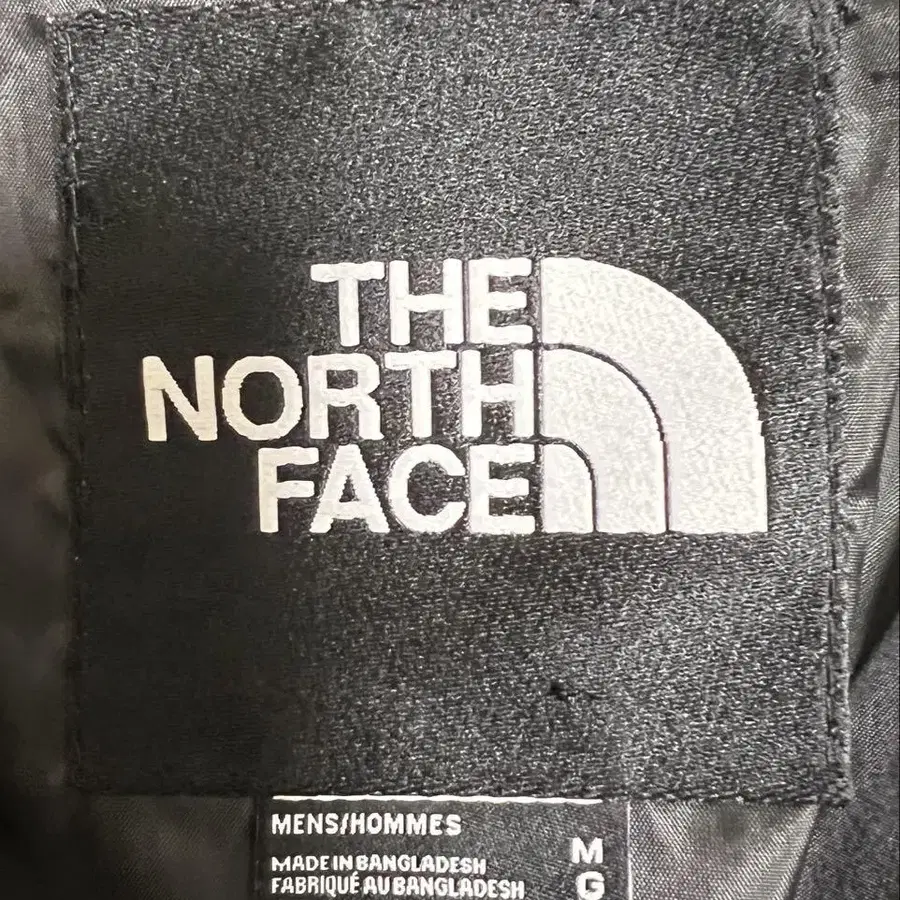 THE
NORTH
FACE
MENS/HOMMES
M
MADE IN BANGLADESH
FABRIQUÉ AU BANGLADESH
G